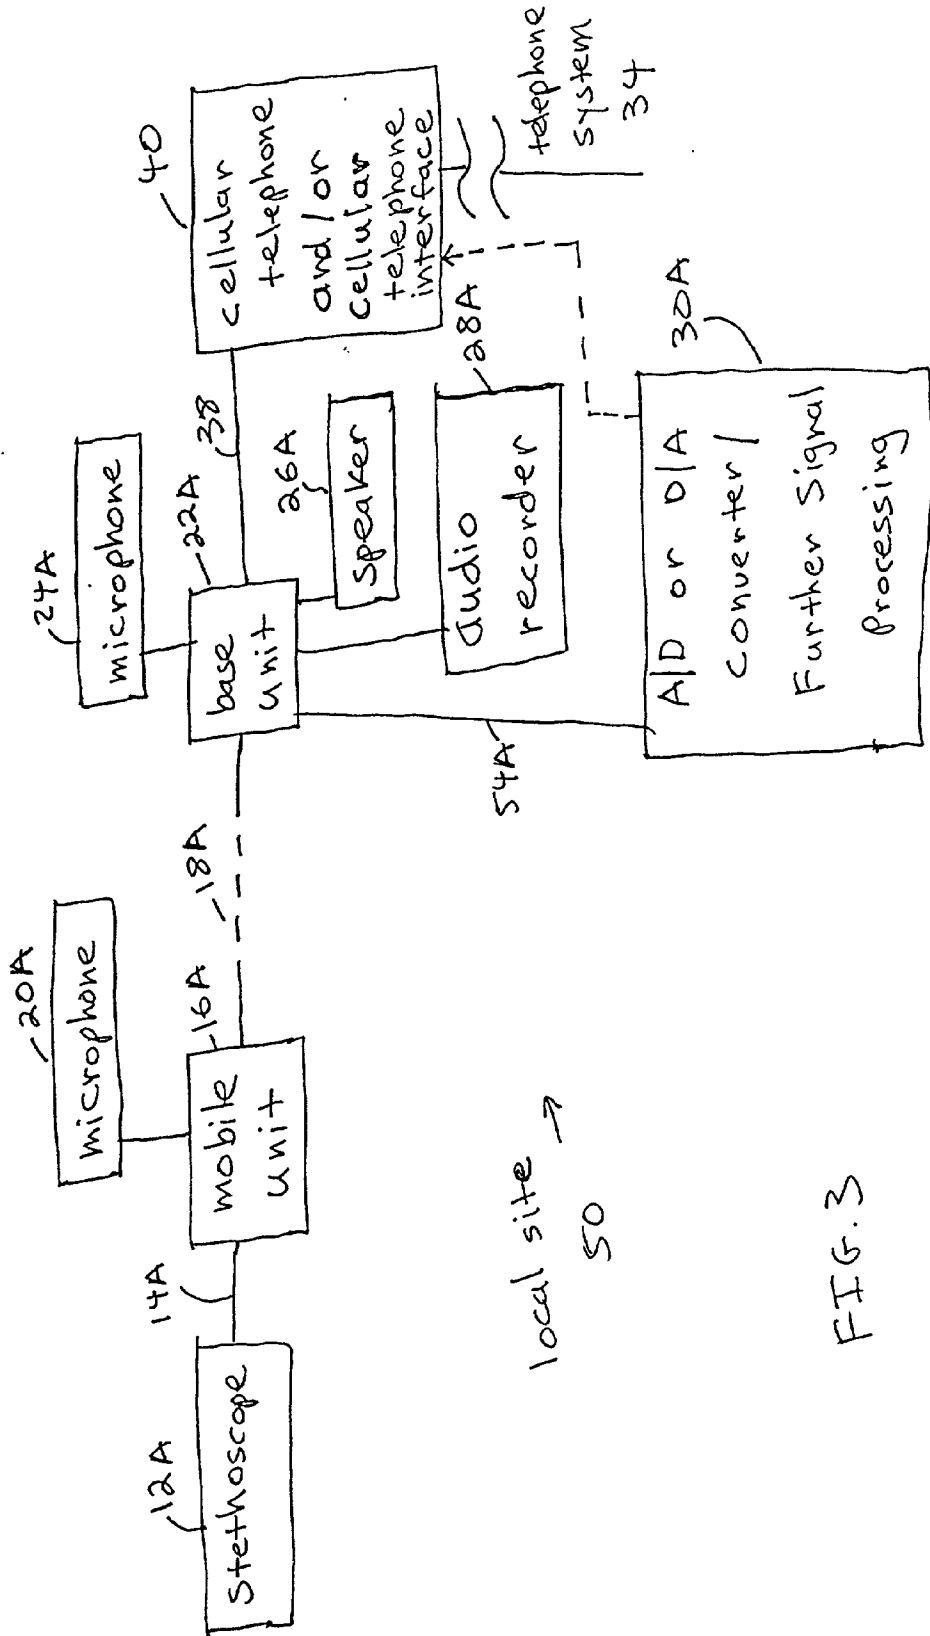 20A
microphone
24A
microphone
12A
Stethoscope
14A
mobile
unit
16A
18A
base
unit
22A
38
40
cellular
telephone
and/or
cellular
telephone
interface
26A
Speaker
audio
recorder
28A
telephone
system
34
54A
A/D or D/A
Converter/
Further Signal
Processing
30A
local site →
50
FIG.3